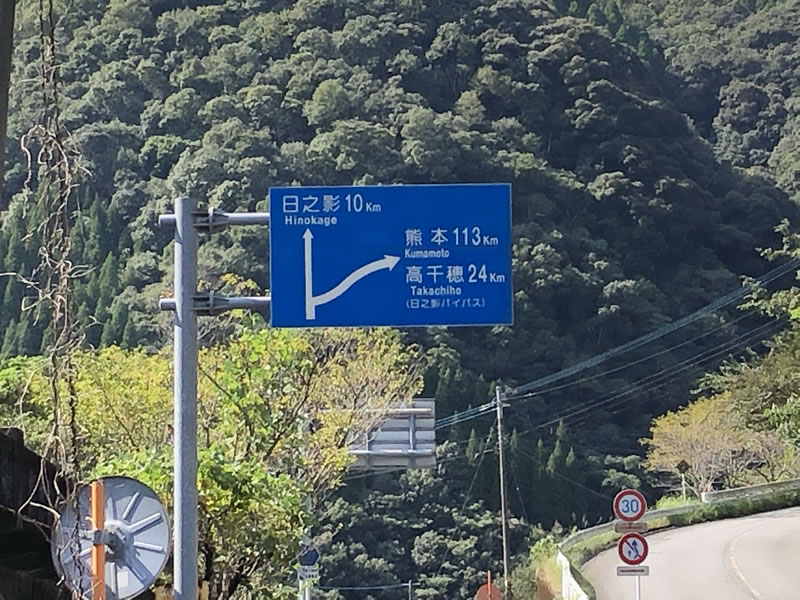 日之影 10 Km
Hinokage
熊本 113 Km
Kumamoto
高千穂 24 Km
Takachiho
(日之影バイパス)
30